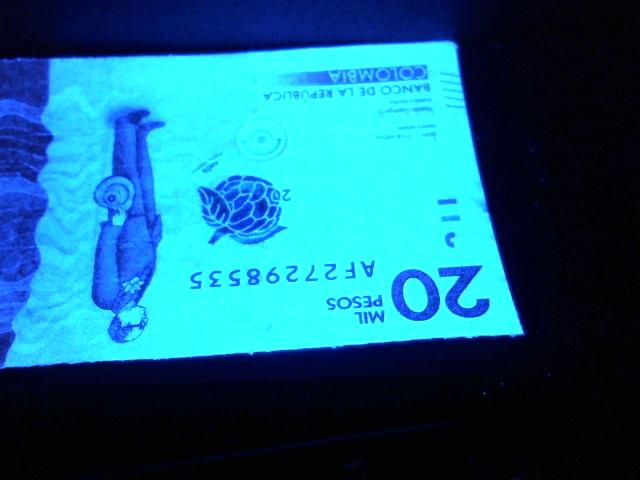 20
MIL
PESOS
AF27298535
20
BANCO DE LA REPÚBLICA
COLOMBIA